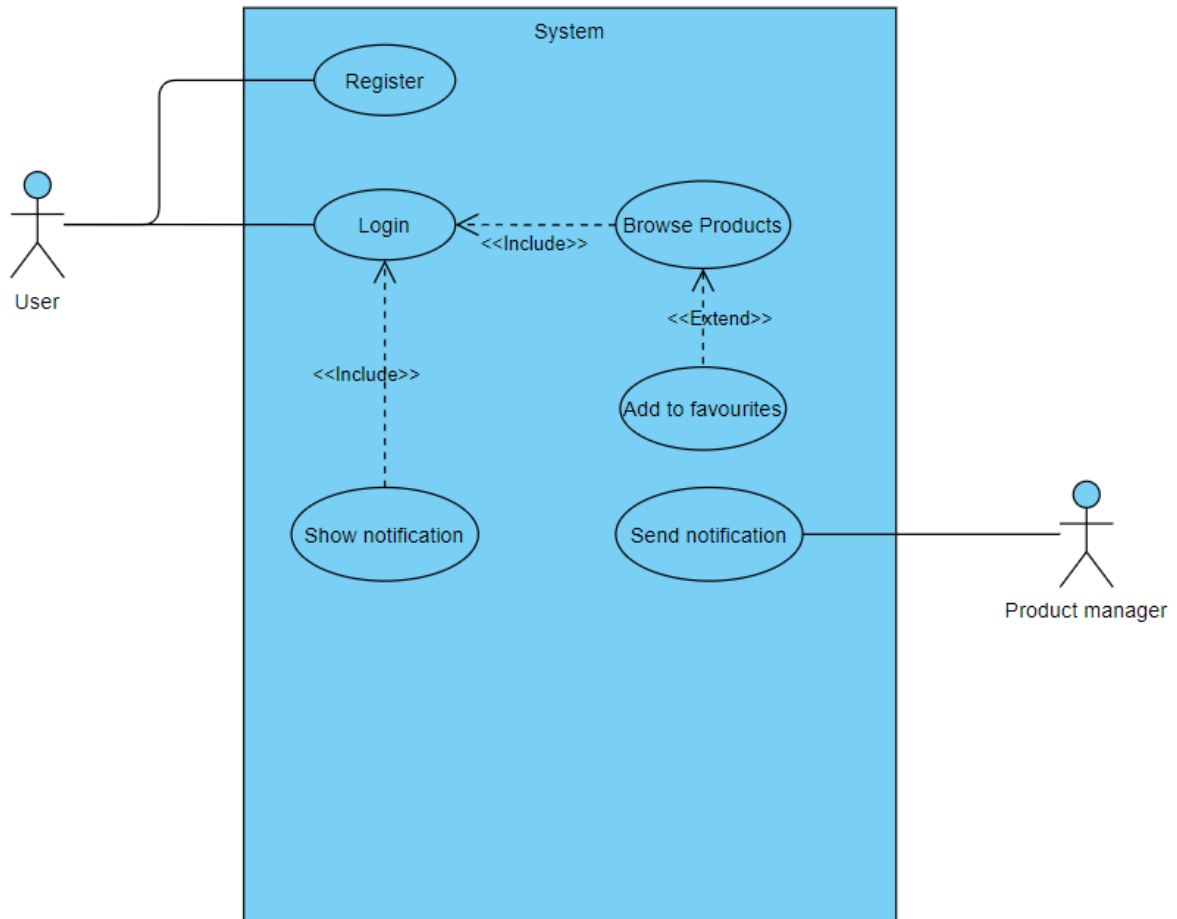 System
Register
Login
Browse Products
<<Include>>
User
<<Extend>>
<<Include>>
Add to favourites
Show notification
Send notification
Product manager